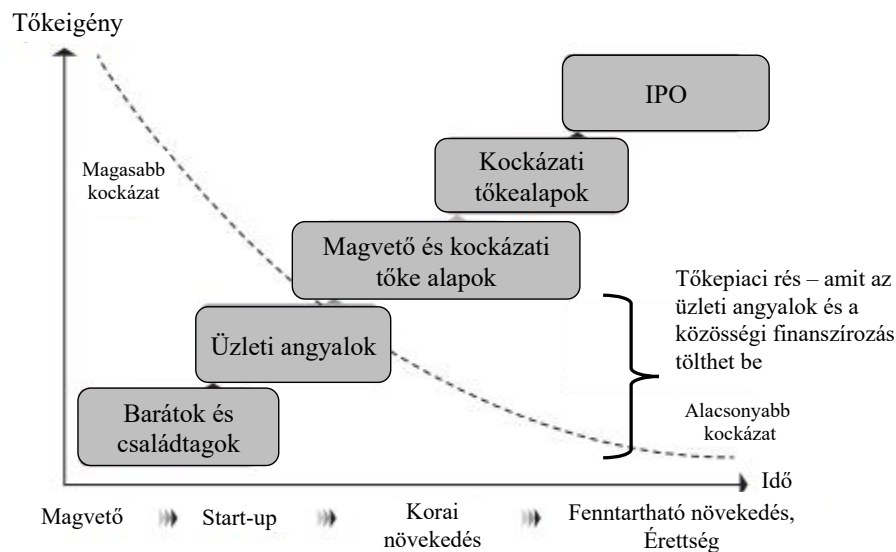 Tőkeigény
IPO
Kockázati
tőkealapok
Magasabb
kockázat
Magvető és kockázati
tőke alapok
Tőkepiaci rés – amit az
üzleti angyalok és a
közösségi finanszírozás
tölthet be
Üzleti angyalok
Barátok és
családtagok
Alacsonyabb
kockázat
Idő
Magvető
Start-up
Korai
növekedés
Fenntartható növekedés,
Érettség